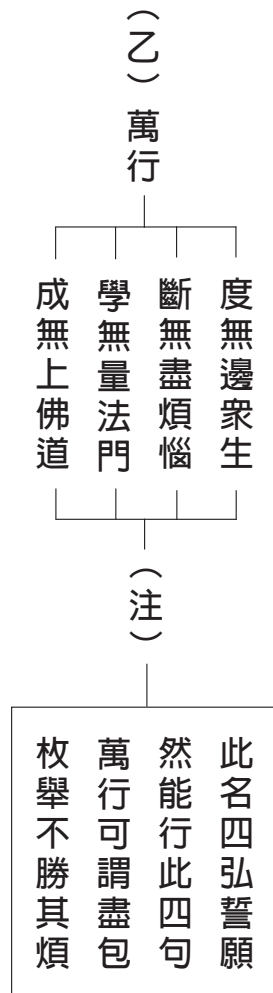 （乙）萬行
度無邊衆生
斷無盡煩惱
學無量法門
成無上佛道
（注）
此名四弘誓願
然能行此四句
萬行可謂盡包
枚舉不勝其煩